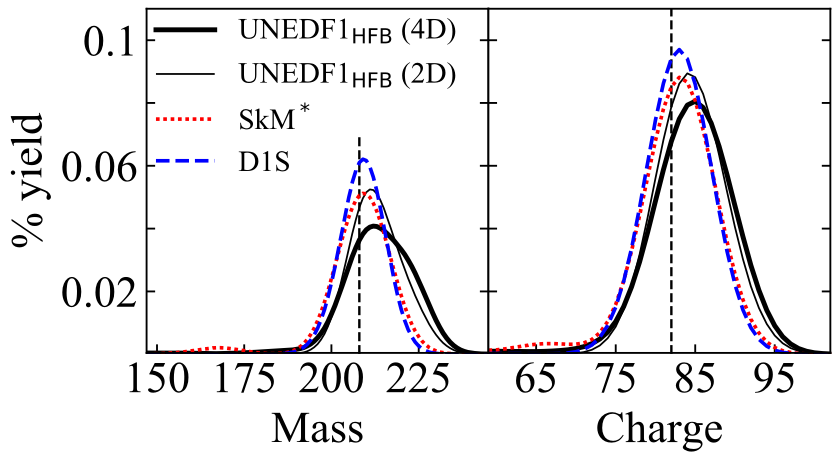 % yield
0.1
0.06
0.02
UNEDF1HFB (4D)
UNEDF1HFB (2D)
SkM*
D1S
150 175 200 225
65 75 85 95
Mass
Charge